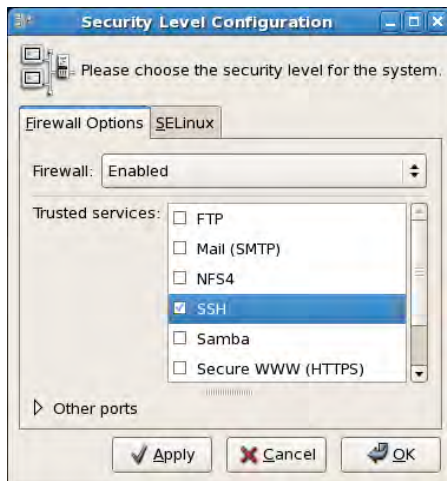 Security Level Configuration
Please choose the security level for the system.
Firewall Options
SELinux
Firewall: Enabled
Trusted services:
FTP
Mail (SMTP)
NFS4
SSH
Samba
Secure WWW (HTTPS)
Other ports
Apply
Cancel
OK